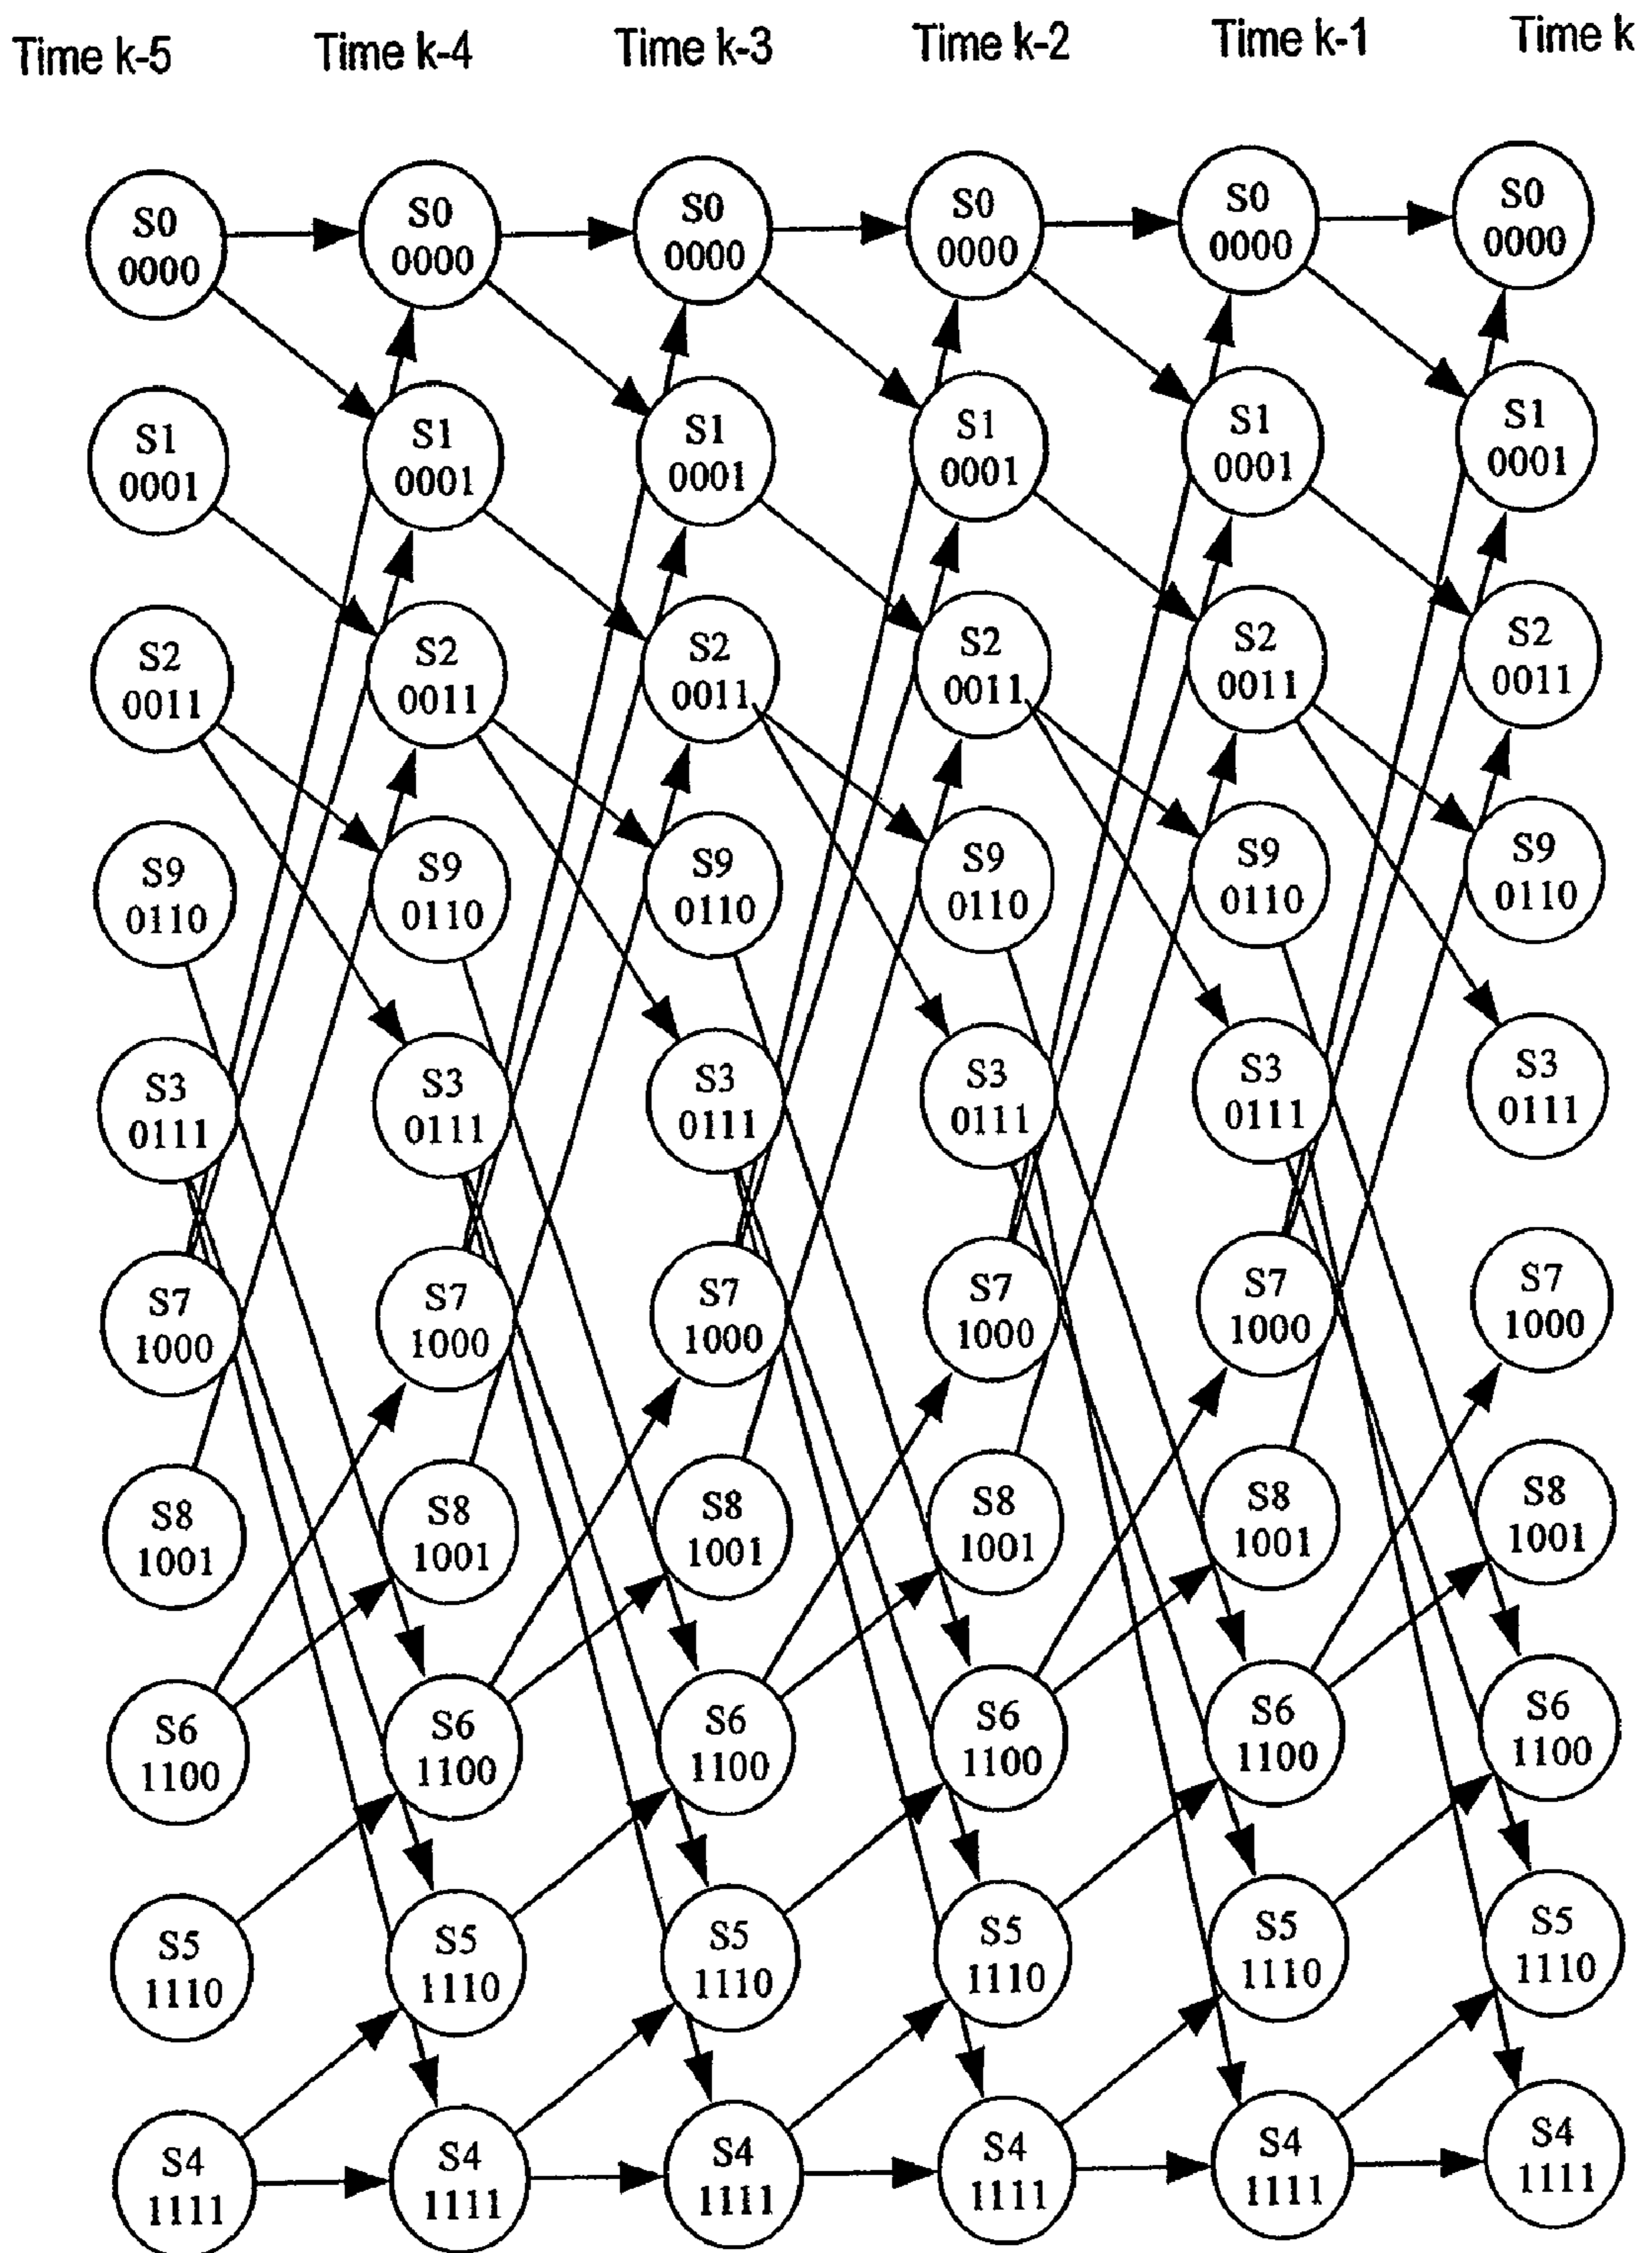 Time k-5 Time k-4 Time k-3 Time k-2 Time k-1 Time k
S0 S0 S0 S0 S0 S0
0000 0000 0000 0000 0000 0000
S1 S1 S1 S1 S1 S1
0001 0001 0001 0001 0001 0001
S2 S2 S2 S2 S2 S2
0011 0011 0011 0011 0011 0011
S9 S9 S9 S9 S9 S9
0110 0110 0110 0110 0110 0110
S3 S3 S3 S3 S3 S3
0111 0111 0111 0111 0111 0111
S7 S7 S7 S7 S7 S7
1000 1000 1000 1000 1000 1000
S8 S8 S8 S8 S8 S8
1001 1001 1001 1001 1001 1001
S6 S6 S6 S6 S6 S6
1100 1100 1100 1100 1100 1100
S5 S5 S5 S5 S5 S5
1110 1110 1110 1110 1110 1110
S4 S4 S4 S4 S4 S4
1111 1111 1111 1111 1111 1111